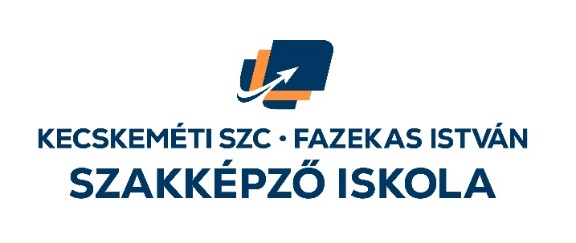 KECSKEMÉTI SZC • FAZEKAS ISTVÁN
SZAKKÉPZŐ ISKOLA